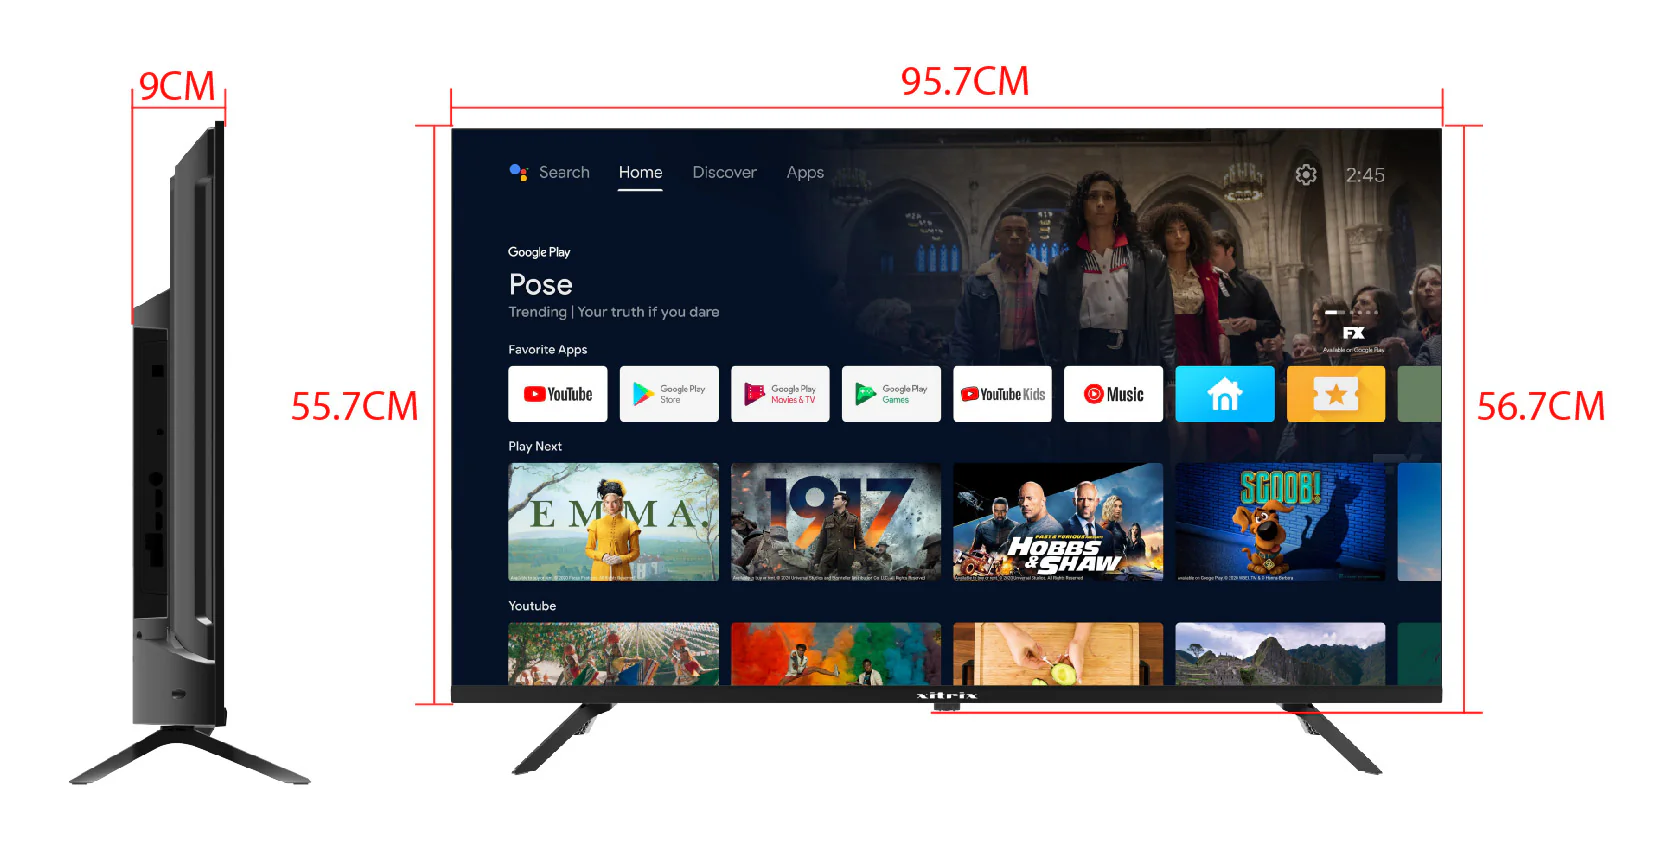 9CM
95.7CM
55.7CM
56.7CM
Search Home Discover Apps 2:45
Google Play
Pose
Trending | Your truth if you dare
FX
Available on Google Play
Favorite Apps
YouTube
Google Play
Store
Google Play
Movies & TV
Google Play
Games
YouTube Kids
Music
Play Next
EMMA.
1917
FAST & FURIOUS
HOBBS
& SHAW
SCOOB!
Youtube
xitrix